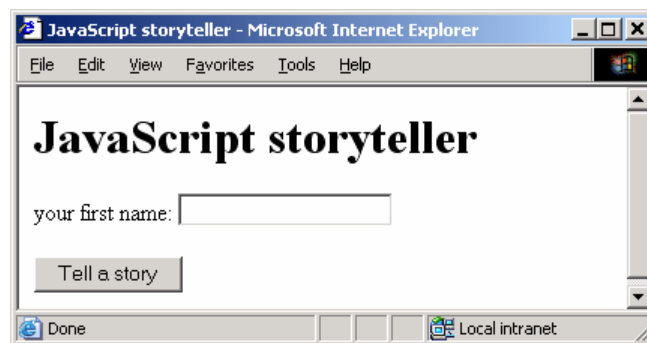 JavaScript storyteller - Microsoft Internet Explorer
File Edit View Favorites Tools Help
JavaScript storyteller
your first name:
Tell a story
Done Local intranet